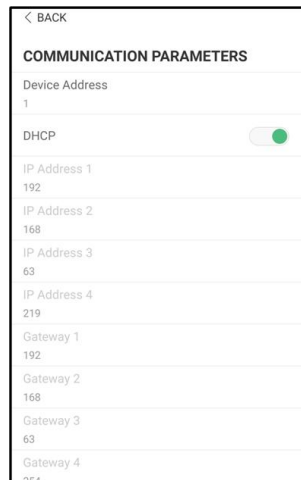 < BACK
COMMUNICATION PARAMETERS
Device Address
1
DHCP
IP Address 1
192
IP Address 2
168
IP Address 3
63
IP Address 4
219
Gateway 1
192
Gateway 2
168
Gateway 3
63
Gateway 4
254